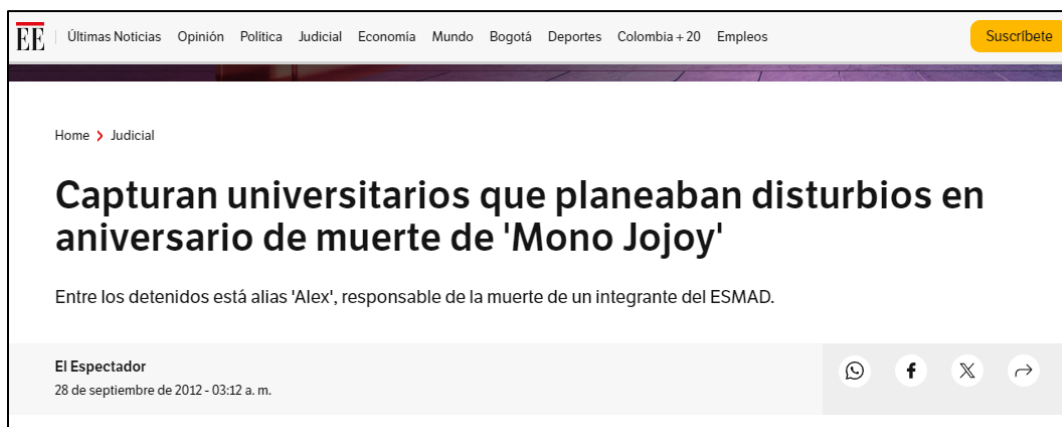 EE Últimas Noticias Opinión Política Judicial Economía Mundo Bogotá Deportes Colombia + 20 Empleos Suscríbete
Home > Judicial
Capturan universitarios que planeaban disturbios en
aniversario de muerte de 'Mono Jojoy'
Entre los detenidos está alias 'Alex', responsable de la muerte de un integrante del ESMAD.
El Espectador
28 de septiembre de 2012 - 03:12 a. m.